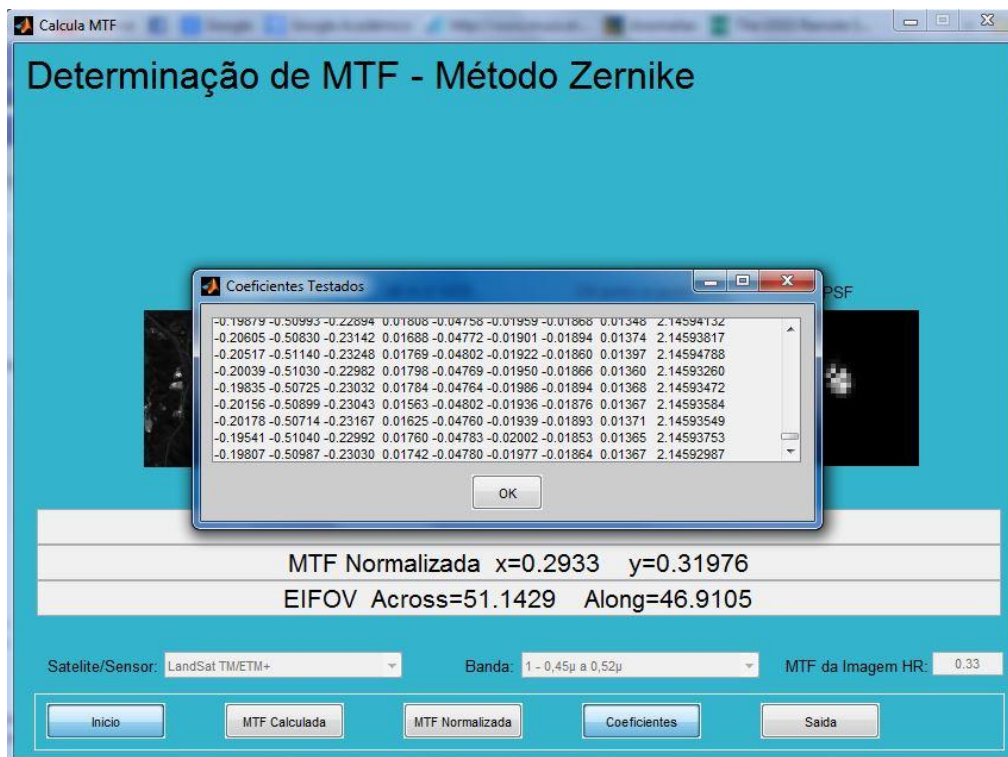 Calcula MTF
Determinação de MTF - Método Zernike
PSF
Coeficientes Testados
-0.19879 -0.50993 -0.22894 0.01808 -0.04758 -0.01959 -0.01868 0.01348 2.14594132
-0.20605 -0.50830 -0.23142 0.01688 -0.04772 -0.01901 -0.01894 0.01374 2.14593817
-0.20517 -0.51140 -0.23248 0.01769 -0.04802 -0.01922 -0.01860 0.01397 2.14594788
-0.20039 -0.51030 -0.22982 0.01798 -0.04769 -0.01950 -0.01866 0.01360 2.14593260
-0.19835 -0.50725 -0.23032 0.01784 -0.04764 -0.01986 -0.01894 0.01368 2.14593472
-0.20156 -0.50899 -0.23043 0.01563 -0.04802 -0.01936 -0.01876 0.01367 2.14593584
-0.20178 -0.50714 -0.23167 0.01625 -0.04760 -0.01939 -0.01893 0.01371 2.14593549
-0.19541 -0.51040 -0.22992 0.01760 -0.04783 -0.02002 -0.01853 0.01365 2.14593753
-0.19807 -0.50987 -0.23030 0.01742 -0.04780 -0.01977 -0.01864 0.01367 2.14592987
OK
MTF Normalizada x=0.2933 y=0.31976
EIFOV Across=51.1429 Along=46.9105
Satelite/Sensor: LandSat TM/ETM+ Banda: 1 - 0,45µ a 0,52µ MTF da Imagem HR: 0.33
Inicio MTF Calculada MTF Normalizada Coeficientes Saida